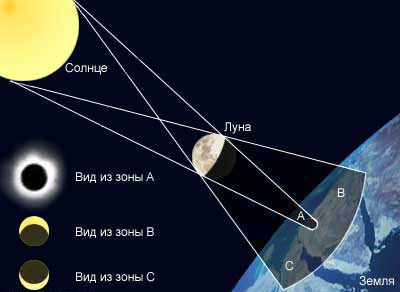 Солнце
Луна
Вид из зоны А
B
A
Вид из зоны B
C
Вид из зоны С
Земля